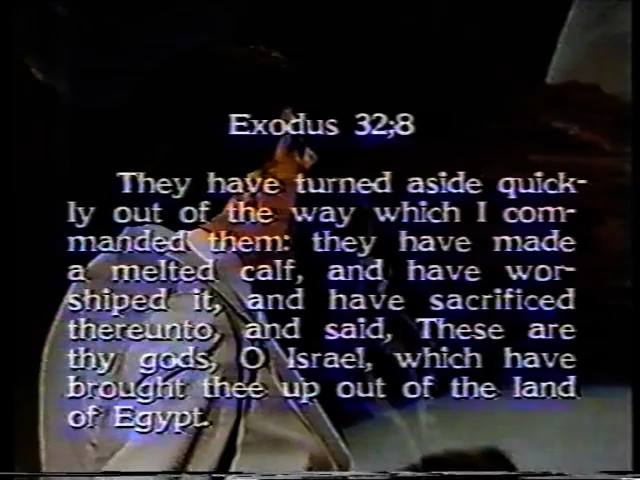 Exodus 32;8
They have turned aside quick-
ly out of the way which I com-
manded them: they have made
a melted calf, and have wor-
shiped it, and have sacrificed
thereunto, and said, These are
thy gods, O Israel, which have
brought thee up out of the land
of Egypt.